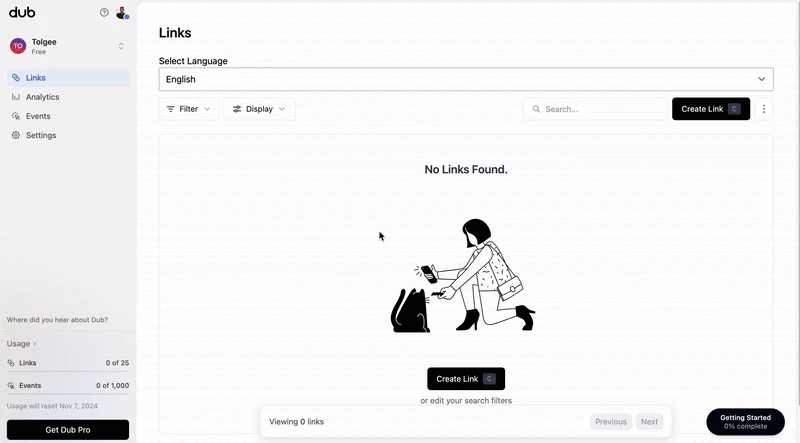 dub
TO
Tolgee
Free
Links
Analytics
Events
Settings
Where did you hear about Dub?
Usage
Links
0 of 25
Events
0 of 1,000
Usage will reset Nov 7, 2024
Get Dub Pro
Links
Select Language
English
Filter
Display
Search...
Create Link C
No Links Found.
Create Link C
or edit your search filters
Viewing 0 links
Previous
Next
Getting Started
0% complete